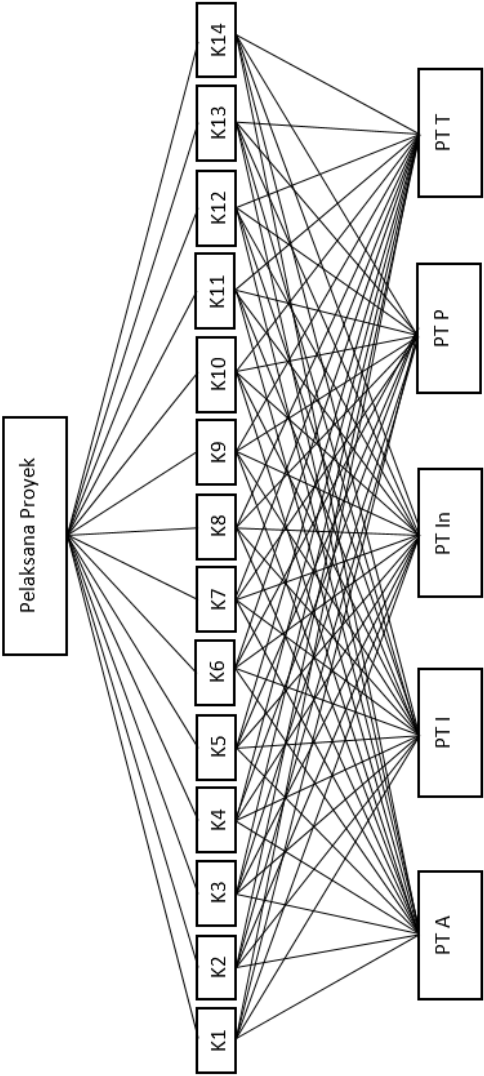 Pelaksana Proyek
K1
K2
K3
K4
K5
K6
K7
K8
K9
K10
K11
K12
K13
K14
PT A
PT I
PT In
PT P
PT T